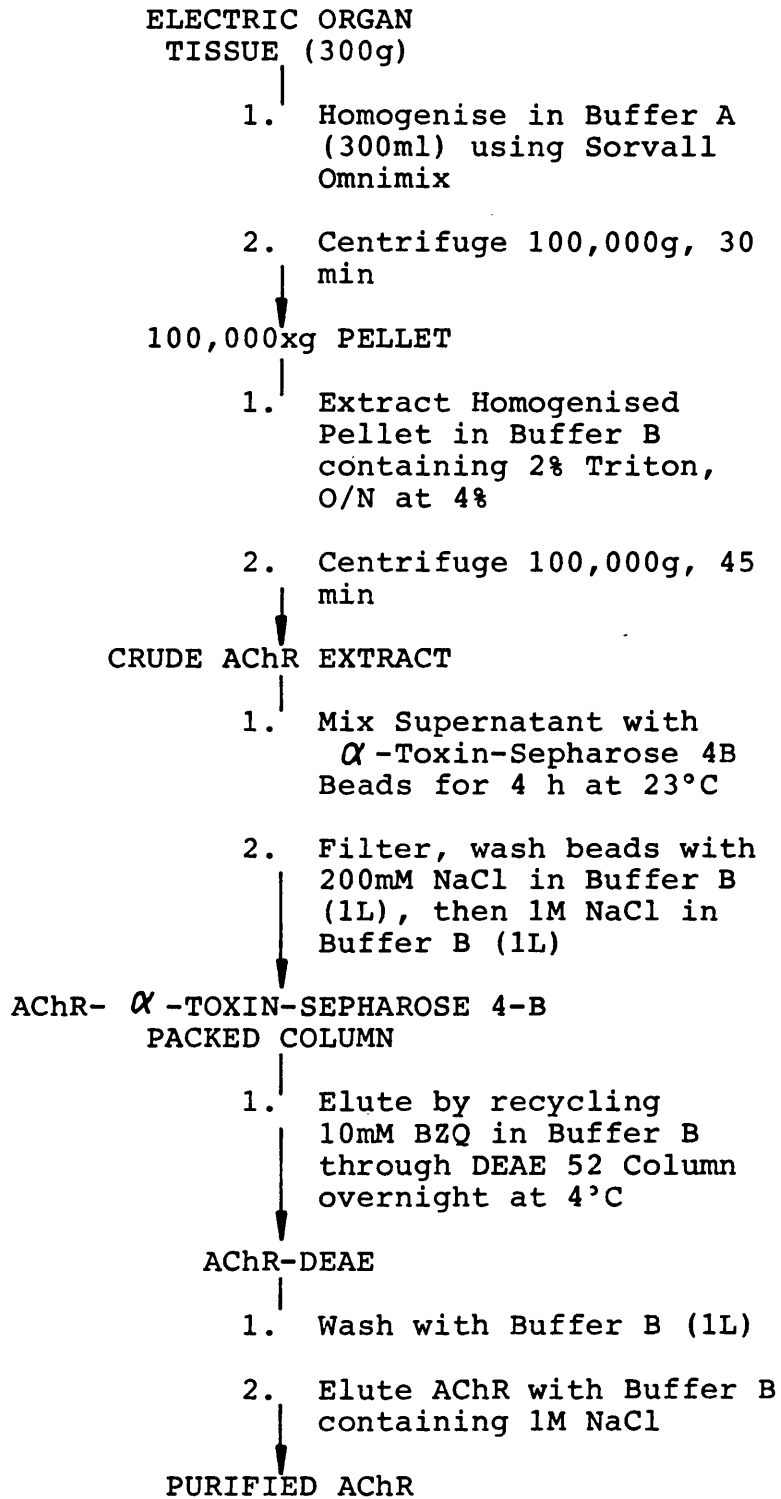 ELECTRIC ORGAN
TISSUE (300g)
1. Homogenise in Buffer A
(300ml) using Sorvall
Omnimix
2. Centrifuge 100,000g, 30
min
100,000xg PELLET
1. Extract Homogenised
Pellet in Buffer B
containing 2% Triton,
O/N at 4%
2. Centrifuge 100,000g, 45
min
CRUDE AChR EXTRACT
1. Mix Supernatant with
α-Toxin-Sepharose 4B
Beads for 4 h at 23°C
2. Filter, wash beads with
200mM NaCl in Buffer B
(1L), then 1M NaCl in
Buffer B (1L)
AChR- α-TOXIN-SEPHAROSE 4-B
PACKED COLUMN
1. Elute by recycling
10mM BZQ in Buffer B
through DEAE 52 Column
overnight at 4°C
AChR-DEAE
1. Wash with Buffer B (1L)
2. Elute AChR with Buffer B
containing 1M NaCl
PURIFIED AChR